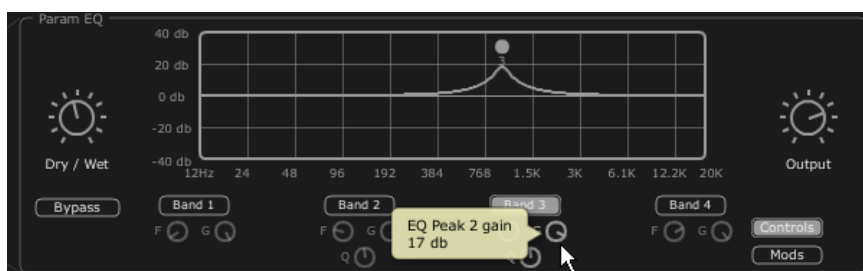 Param EQ
40 db
20 db
0 db
-20 db
-40 db
3
12Hz 24 48 96 192 384 768 1.5K 3K 6.1K 12.2K 20K
Dry / Wet
Output
Bypass
Band 1
Band 2
Band 3
Band 4
F G
F G
G
F G
EQ Peak 2 gain
17 db
Q
Q
Controls
Mods